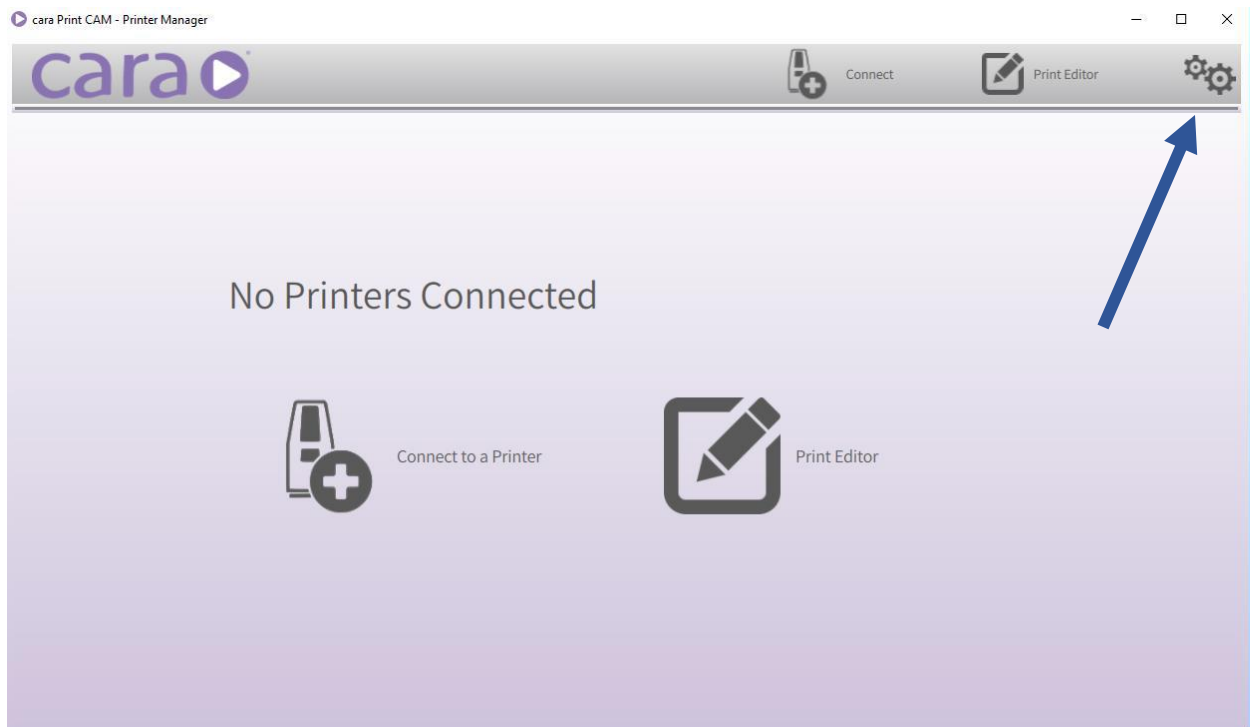 cara Print CAM - Printer Manager
cara
Connect
Print Editor
No Printers Connected
Connect to a Printer
Print Editor